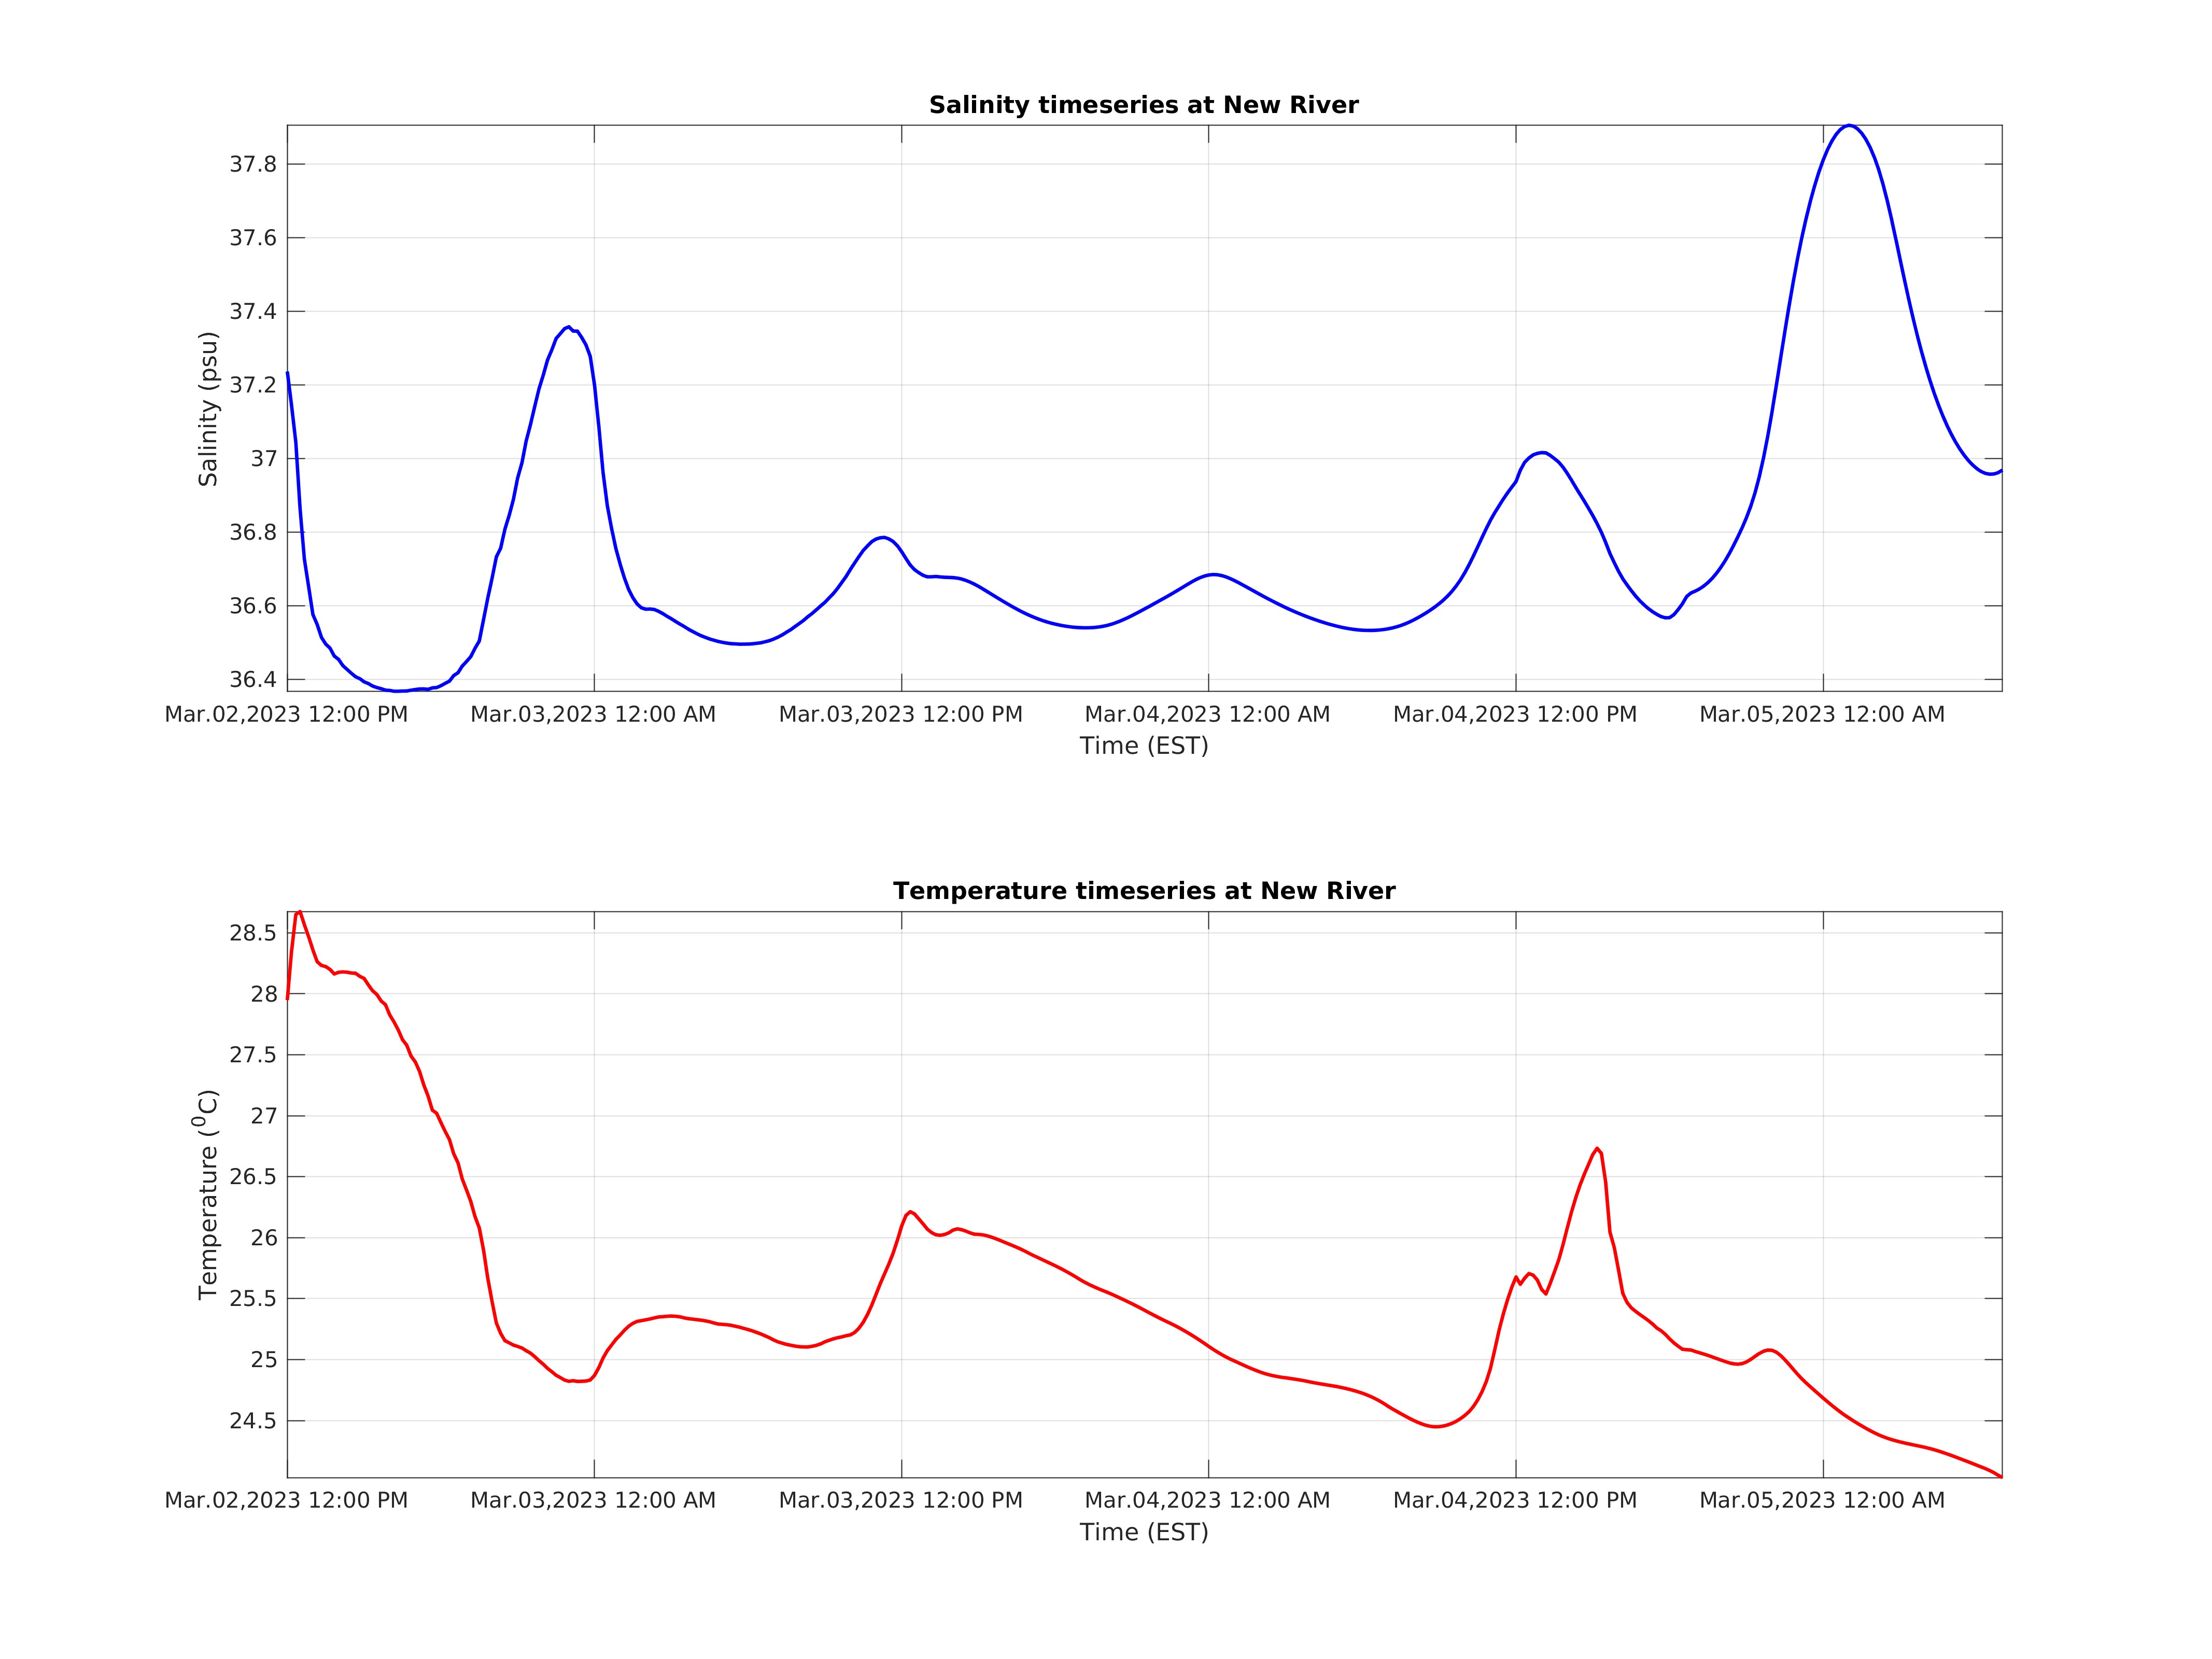 Salinity timeseries at New River
37.8
37.6
37.4
37.2
37
36.8
36.6
36.4
Salinity (psu)
Mar.02,2023 12:00 PM Mar.03,2023 12:00 AM Mar.03,2023 12:00 PM Mar.04,2023 12:00 AM Mar.04,2023 12:00 PM Mar.05,2023 12:00 AM
Time (EST)
Temperature timeseries at New River
28.5
28
27.5
27
26.5
26
25.5
25
24.5
Temperature (⁰C)
Mar.02,2023 12:00 PM Mar.03,2023 12:00 AM Mar.03,2023 12:00 PM Mar.04,2023 12:00 AM Mar.04,2023 12:00 PM Mar.05,2023 12:00 AM
Time (EST)